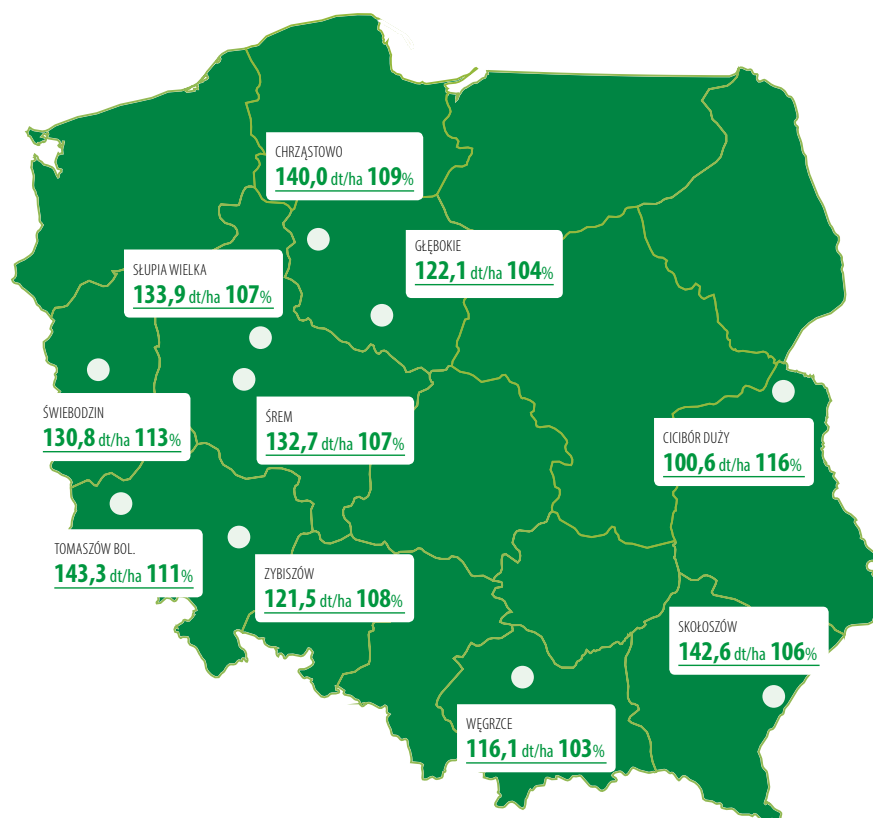 CHRZĄSTOWO
140,0 dt/ha 109%
GŁĘBOKIE
122,1 dt/ha 104%
SŁUPIA WIELKA
133,9 dt/ha 107%
ŚWIEBODZIN
130,8 dt/ha 113%
ŚREM
132,7 dt/ha 107%
CICIBÓR DUŻY
100,6 dt/ha 116%
TOMASZÓW BOL.
143,3 dt/ha 111%
ZYBISZÓW
121,5 dt/ha 108%
SKOŁOSZÓW
142,6 dt/ha 106%
WĘGRZCE
116,1 dt/ha 103%